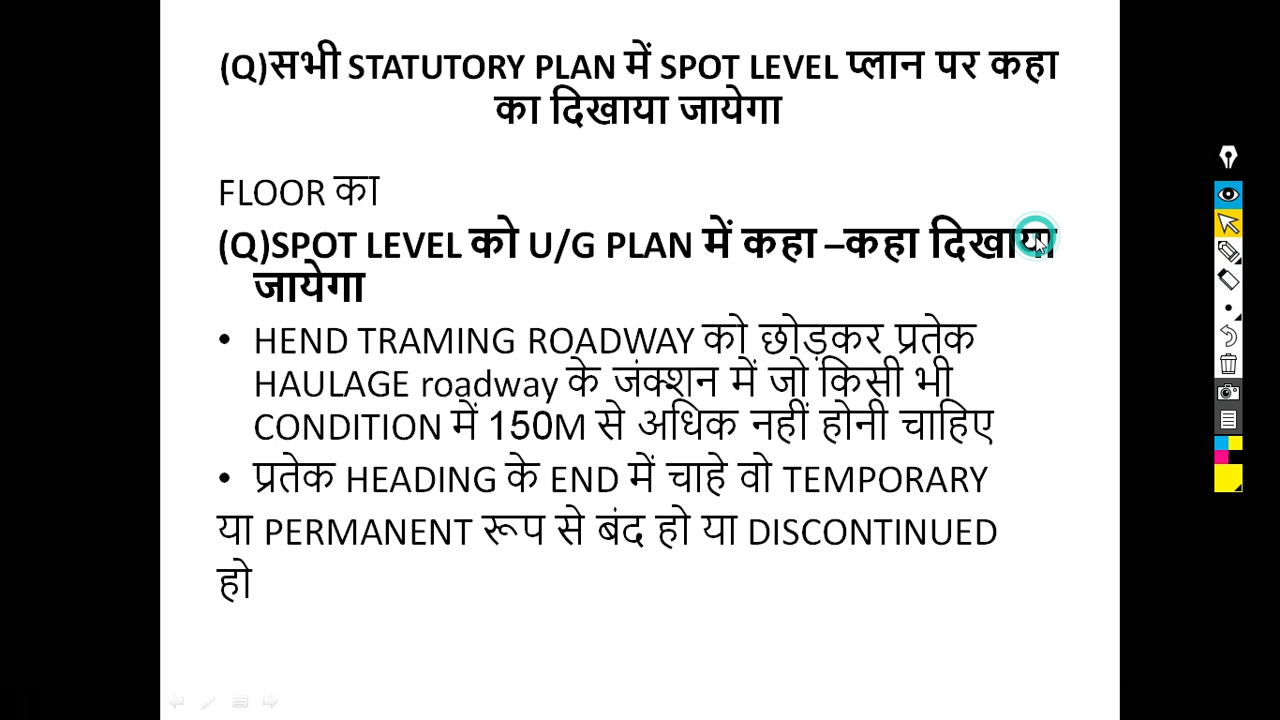 (Q)सभी STATUTORY PLAN में SPOT LEVEL प्लान पर कहा
का दिखाया जायेगा
FLOOR का
(Q)SPOT LEVEL को U/G PLAN में कहा –कहा दिखाया
जायेगा
• HEND TRAMING ROADWAY को छोड़कर प्रतेक
HAULAGE roadway के जंक्शन में जो किसी भी
CONDITION में 150M से अधिक नहीं होनी चाहिए
• प्रतेक HEADING के END में चाहे वो TEMPORARY
या PERMANENT रूप से बंद हो या DISCONTINUED
हो